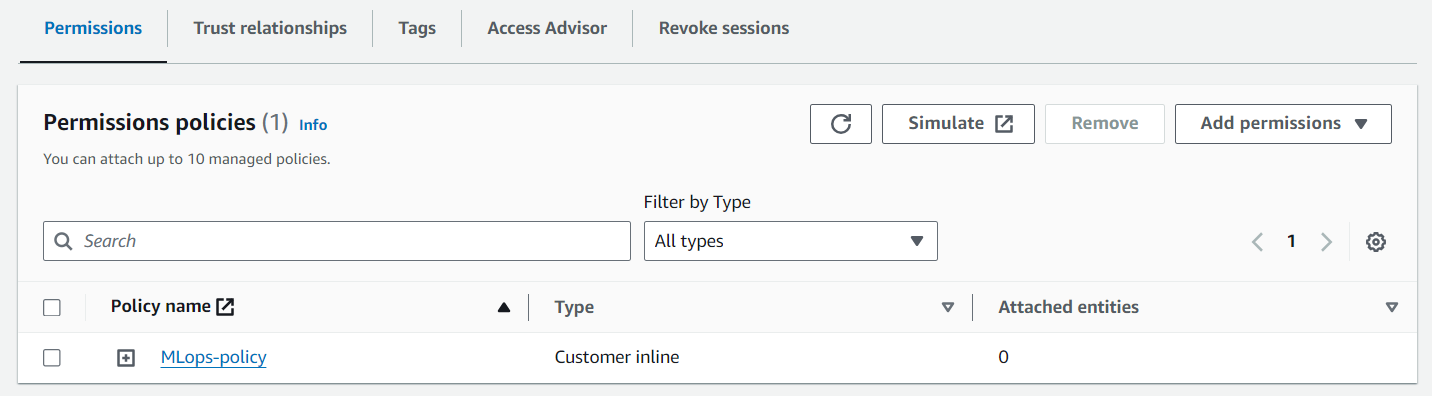 Permissions
Trust relationships
Tags
Access Advisor
Revoke sessions
Permissions policies (1) Info
Simulate
Remove
Add permissions
You can attach up to 10 managed policies.
Filter by Type
Search
All types
1
Policy name
Type
Attached entities
MLops-policy
Customer inline
0